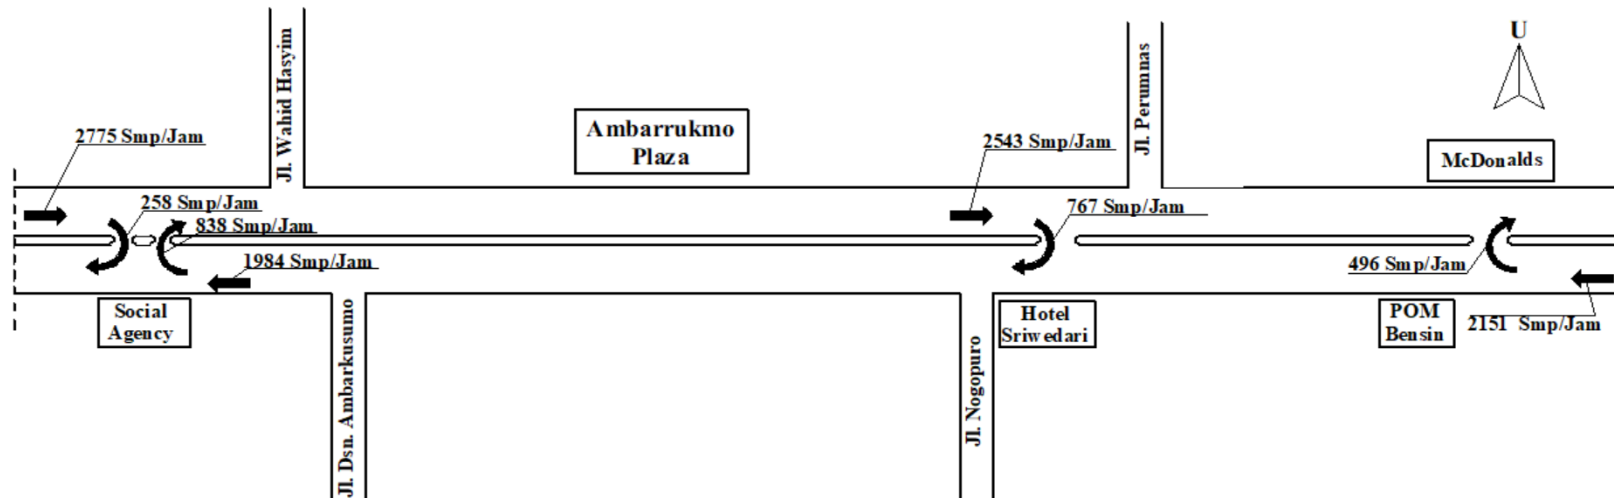 U
Jl. Wahid Hasyim
Jl. Perumnas
Ambarrukmo
Plaza
2775 Smp/Jam
2543 Smp/Jam
McDonalds
258 Smp/Jam
838 Smp/Jam
767 Smp/Jam
1984 Smp/Jam
496 Smp/Jam
Social
Agency
Jl. Dsn. Ambarkusumo
Jl. Nogopuro
Hotel
Sriwedari
POM
Bensin
2151 Smp/Jam